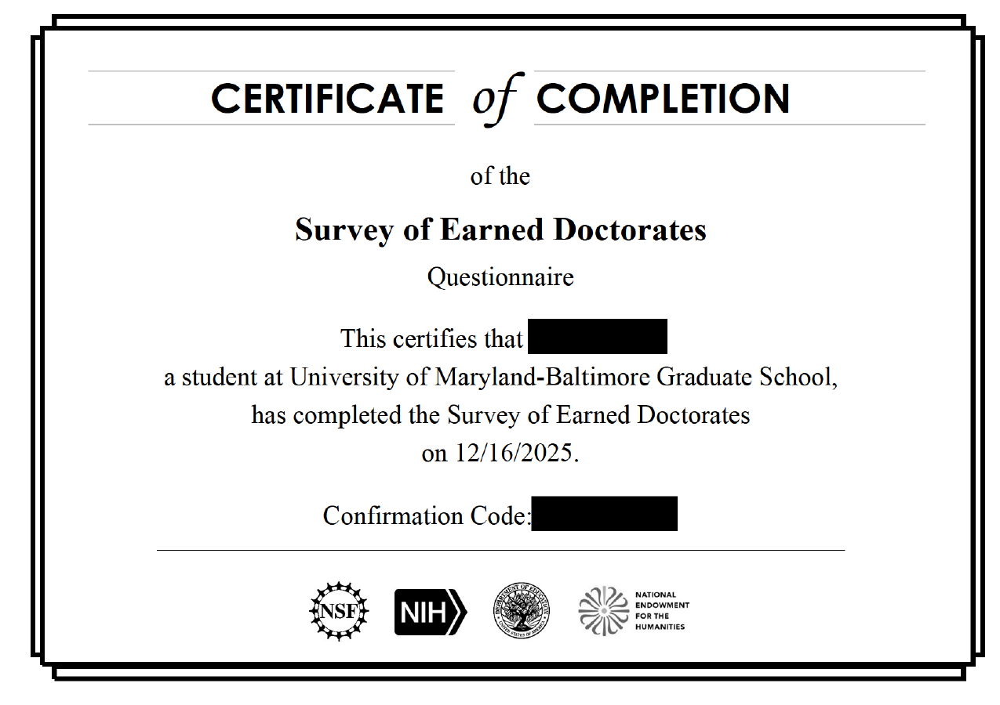 CERTIFICATE of COMPLETION
of the
Survey of Earned Doctorates
Questionnaire
This certifies that
a student at University of Maryland-Baltimore Graduate School,
has completed the Survey of Earned Doctorates
on 12/16/2025.
Confirmation Code:
NSF
NIH
DEPARTMENT OF EDUCATION
UNITED STATES OF AMERICA
NATIONAL
ENDOWMENT
FOR THE
HUMANITIES